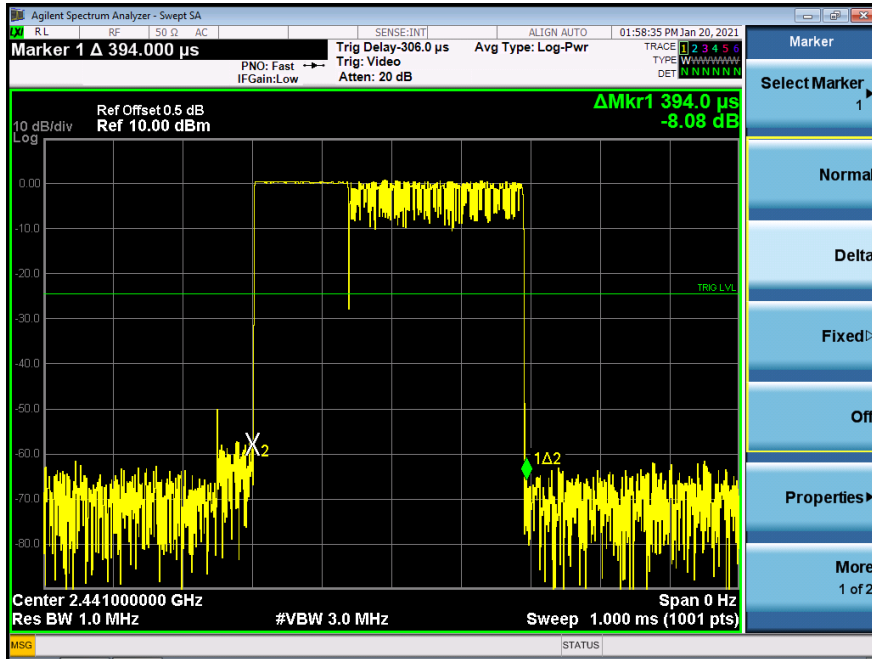 Agilent Spectrum Analyzer - Swept SA
LXI RL RF 50 Ω AC SENSE:INT ALIGN AUTO 01:58:35 PM Jan 20, 2021
Marker 1 Δ 394.000 µs
PNO: Fast
IFGain:Low
Trig Delay-306.0 µs
Trig: Video
Atten: 20 dB
Avg Type: Log-Pwr
TRACE 1 2 3 4 5 6
TYPE WWWWWW
DET N N N N N N
ΔMkr1 394.0 µs
-8.08 dB
Ref Offset 0.5 dB
10 dB/div Ref 10.00 dBm
Log
0.00
-10.0
-20.0
TRIG LVL
-30.0
-40.0
-50.0
-60.0
2
1Δ2
-70.0
-80.0
Center 2.441000000 GHz Span 0 Hz
Res BW 1.0 MHz #VBW 3.0 MHz Sweep 1.000 ms (1001 pts)
MSG STATUS
Marker
Select Marker
1
Normal
Delta
Fixed
Off
Properties
More
1 of 2